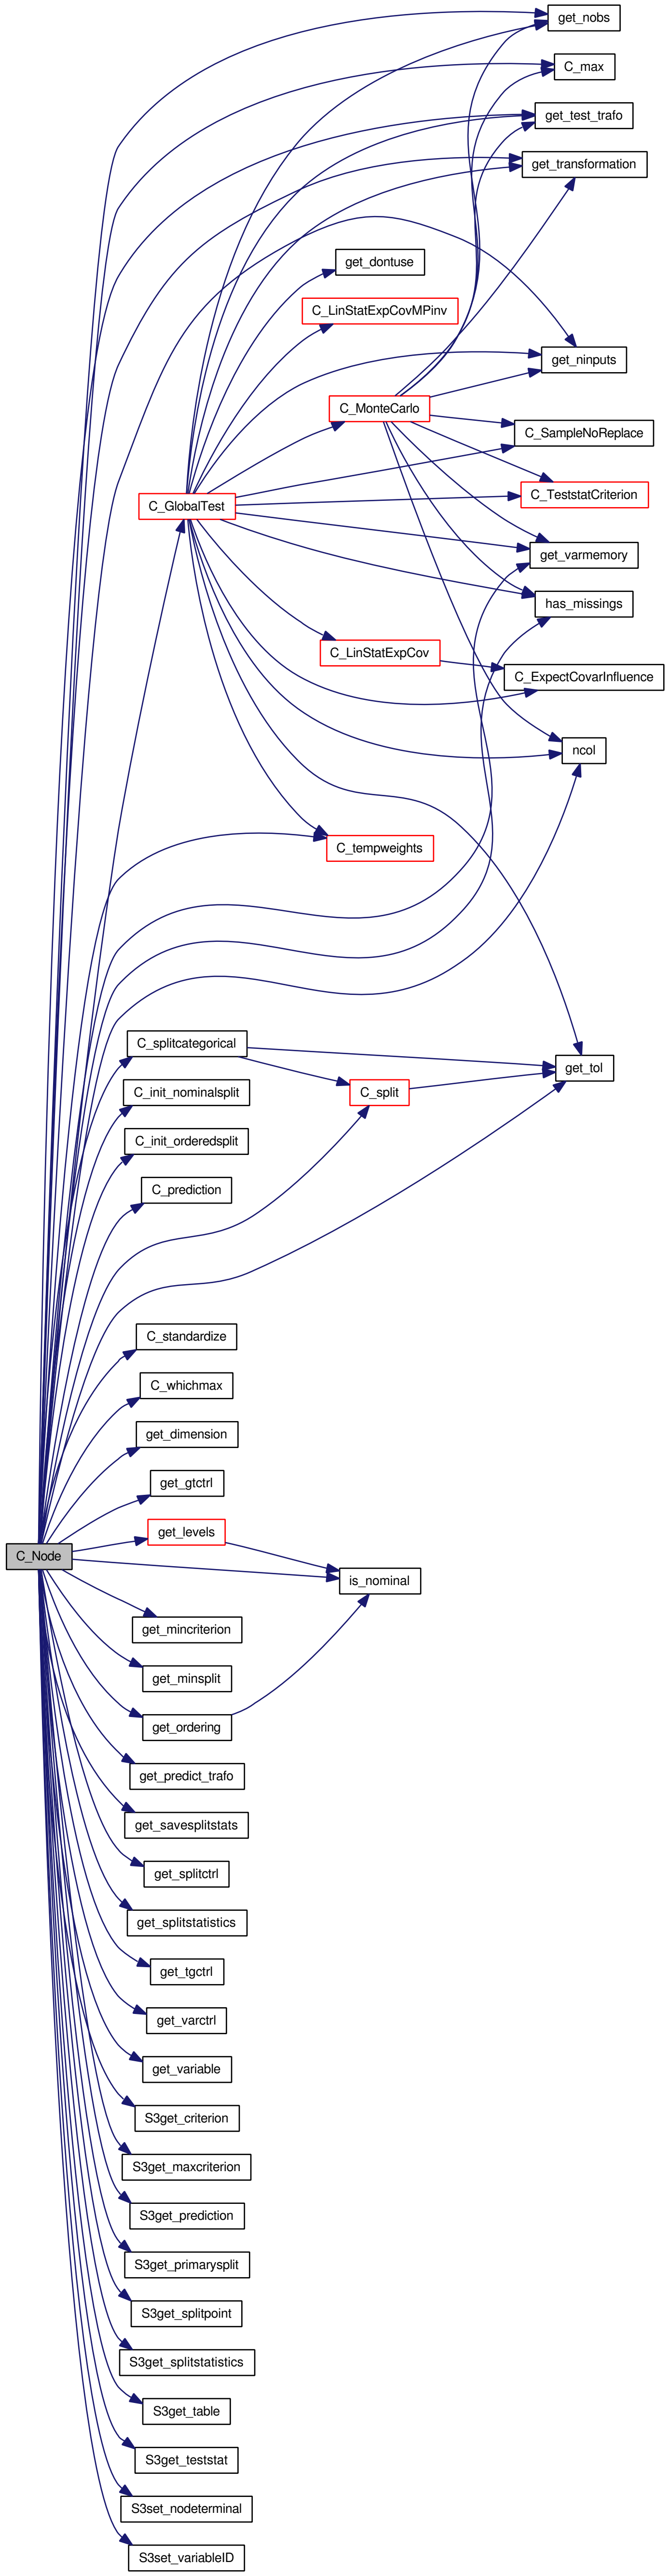 get_nobs
C_max
get_test_trafo
get_transformation
get_dontuse
C_LinStatExpCovMPinv
get_ninputs
C_MonteCarlo
C_SampleNoReplace
C_TeststatCriterion
C_GlobalTest
get_varmemory
has_missings
C_LinStatExpCov
C_ExpectCovarInfluence
ncol
C_tempweights
C_splitcategorical
get_tol
C_init_nominalsplit
C_split
C_init_orderedsplit
C_prediction
C_standardize
C_whichmax
get_dimension
get_gtctrl
get_levels
C_Node
is_nominal
get_mincriterion
get_minsplit
get_ordering
get_predict_trafo
get_savesplitstats
get_splitctrl
get_splitstatistics
get_tgctrl
get_varctrl
get_variable
S3get_criterion
S3get_maxcriterion
S3get_prediction
S3get_primarysplit
S3get_splitpoint
S3get_splitstatistics
S3get_table
S3get_teststat
S3set_nodeterminal
S3set_variableID